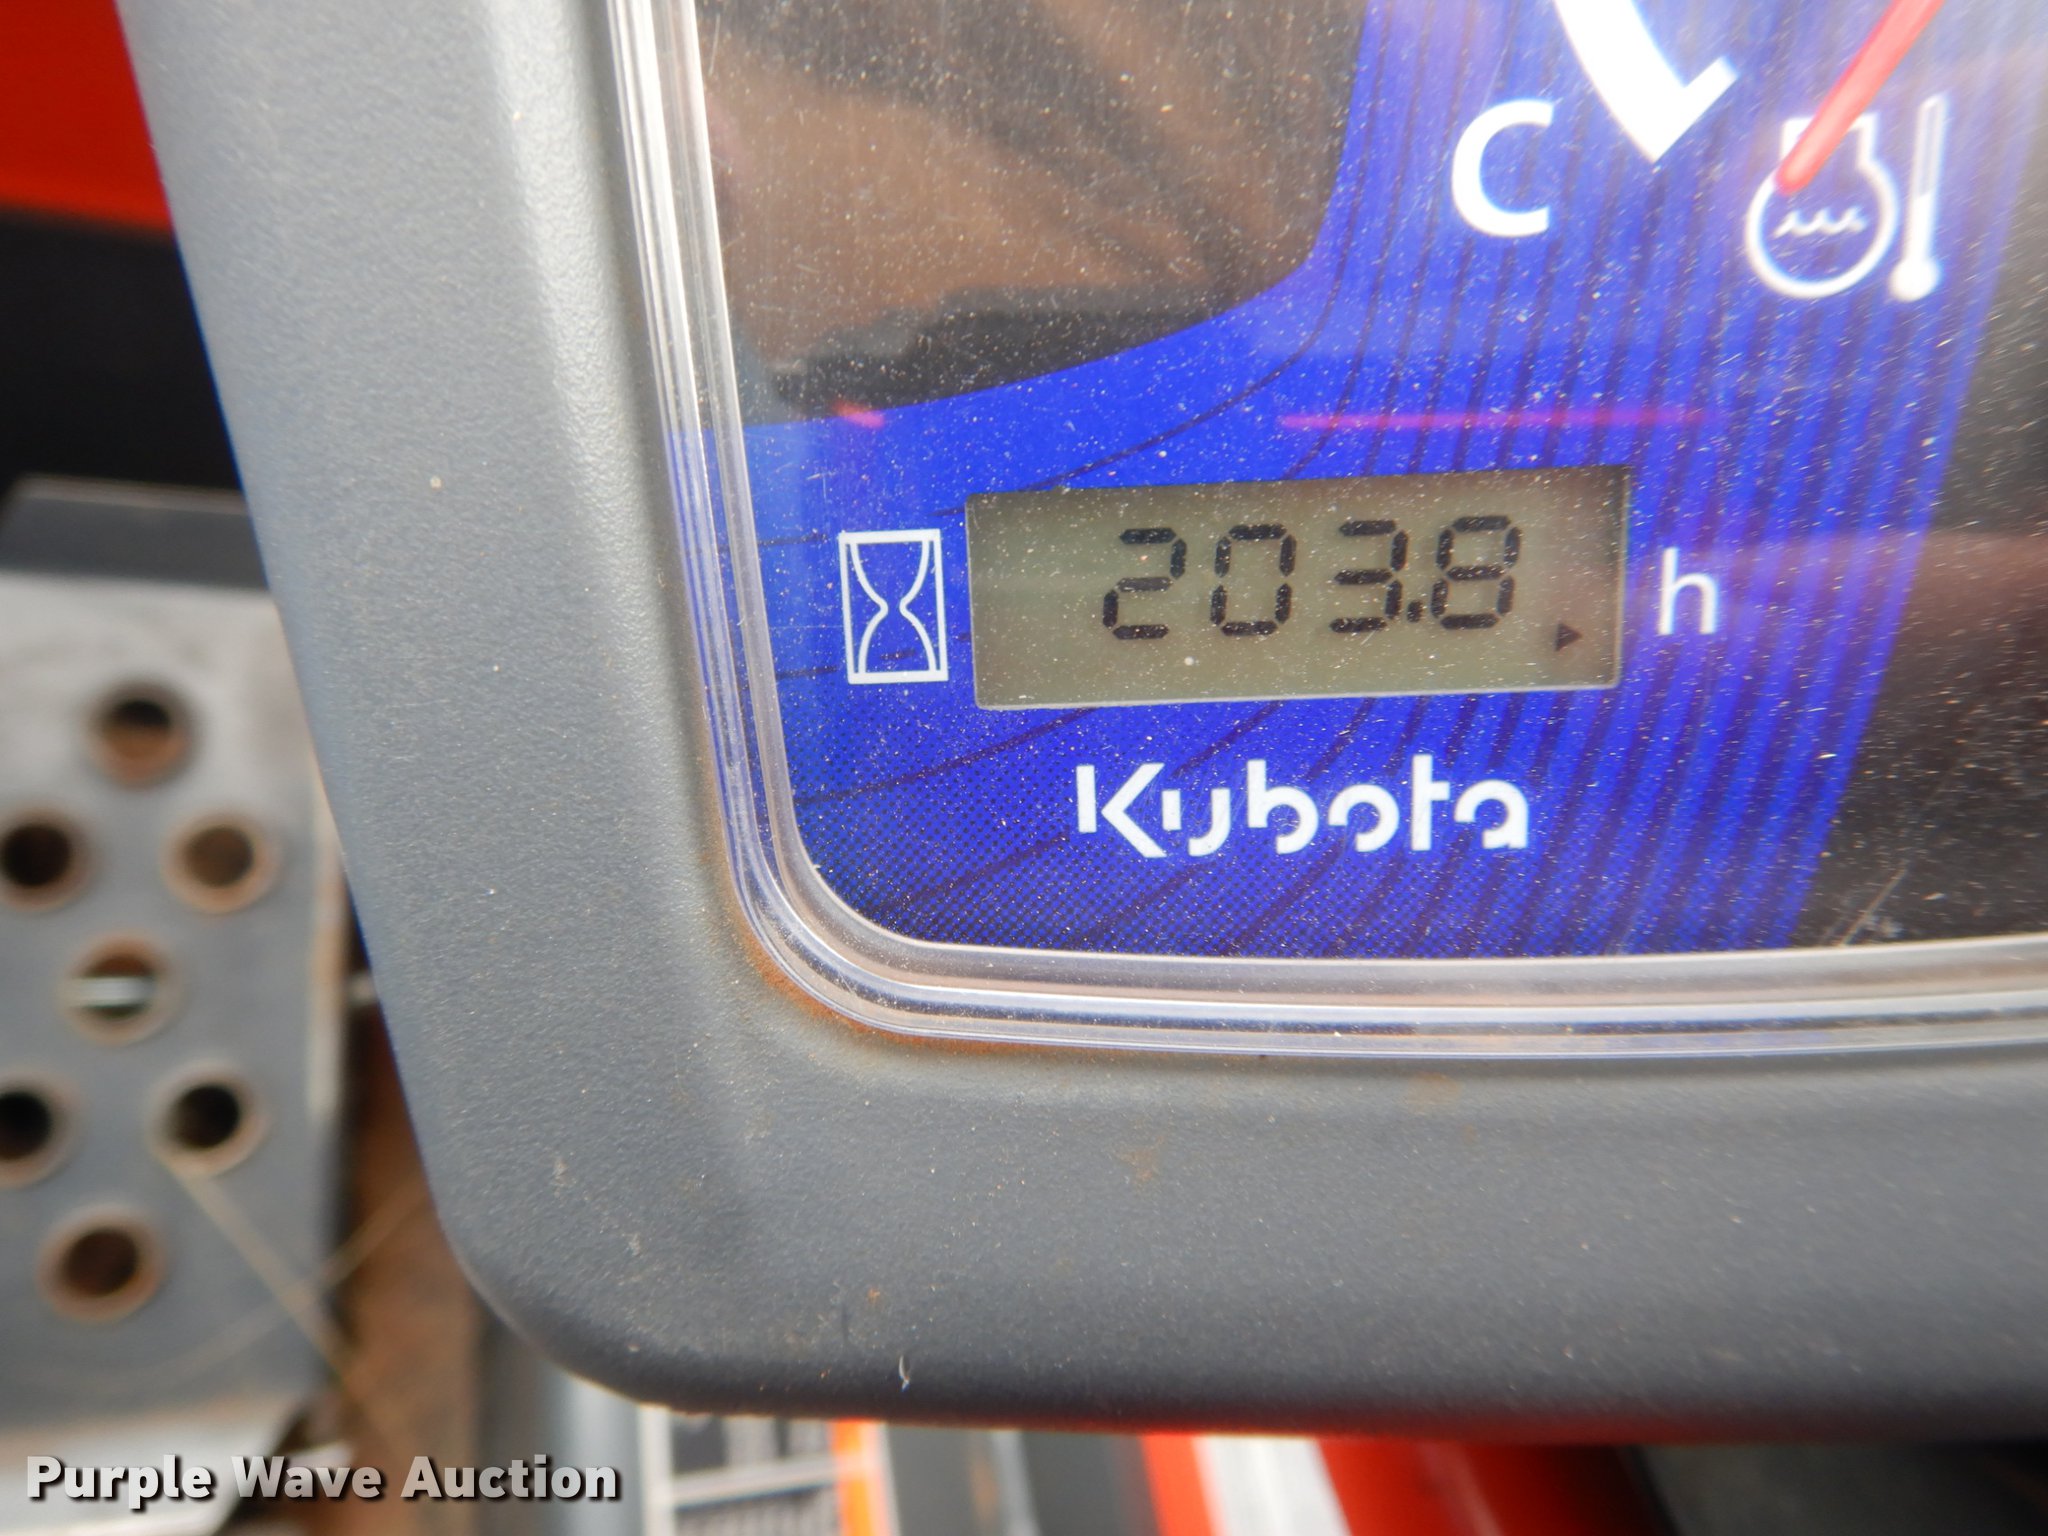 C
203.8 h
Kubota
Purple Wave Auction